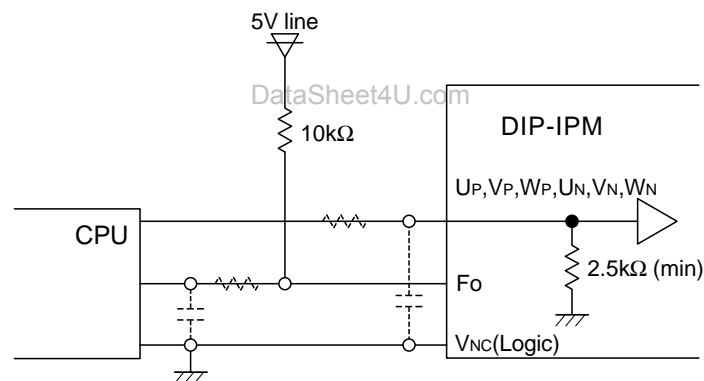 5V line
DataSheet4U.com
10kΩ
DIP-IPM
UP,VP,WP,UN,VN,WN
CPU
2.5kΩ (min)
Fo
VNC(Logic)